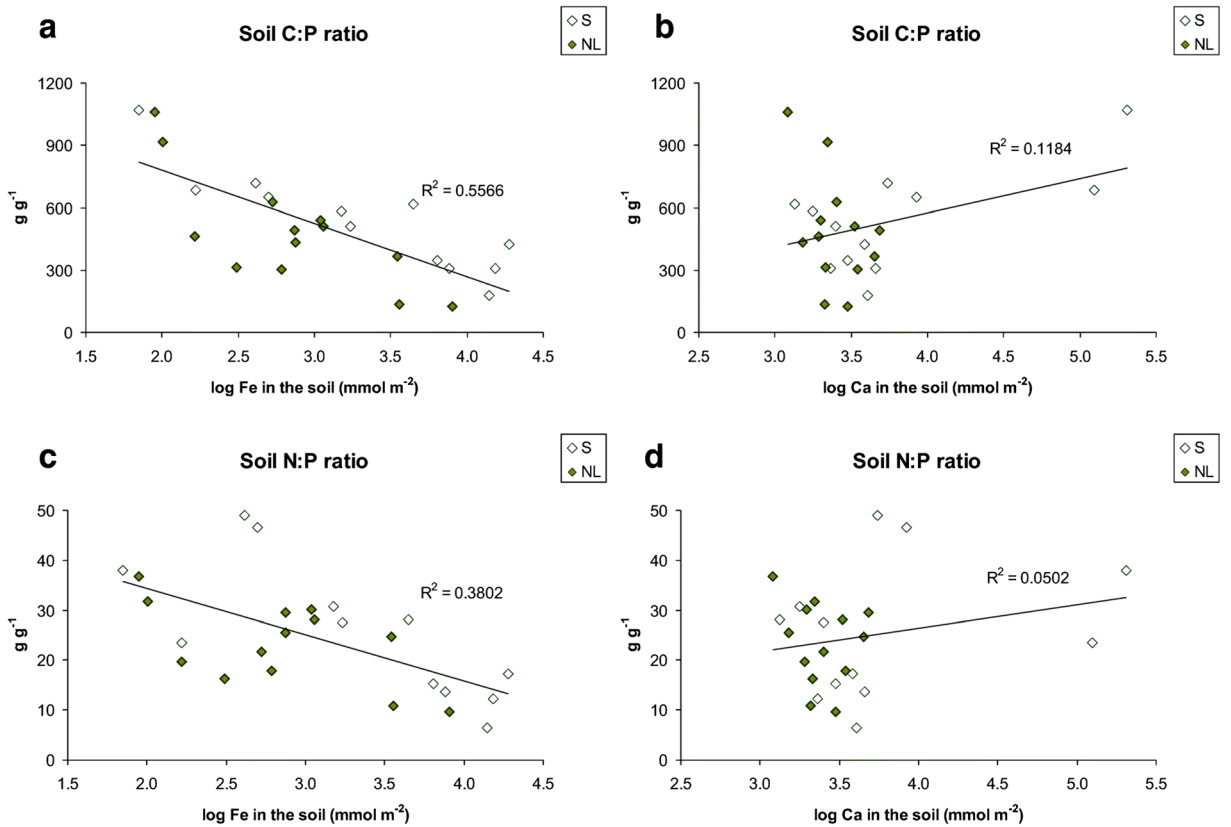 a
Soil C:P ratio
S
NL
1200
900
600
300
0
g g⁻¹
R² = 0.5566
1.5 2.0 2.5 3.0 3.5 4.0 4.5
log Fe in the soil (mmol m⁻²)
b
Soil C:P ratio
S
NL
1200
900
600
300
0
g g⁻¹
R² = 0.1184
2.5 3.0 3.5 4.0 4.5 5.0 5.5
log Ca in the soil (mmol m⁻²)
c
Soil N:P ratio
S
NL
50
40
30
20
10
0
g g⁻¹
R² = 0.3802
1.5 2.0 2.5 3.0 3.5 4.0 4.5
log Fe in the soil (mmol m⁻²)
d
Soil N:P ratio
S
NL
50
40
30
20
10
0
g g⁻¹
R² = 0.0502
2.5 3.0 3.5 4.0 4.5 5.0 5.5
log Ca in the soil (mmol m⁻²)